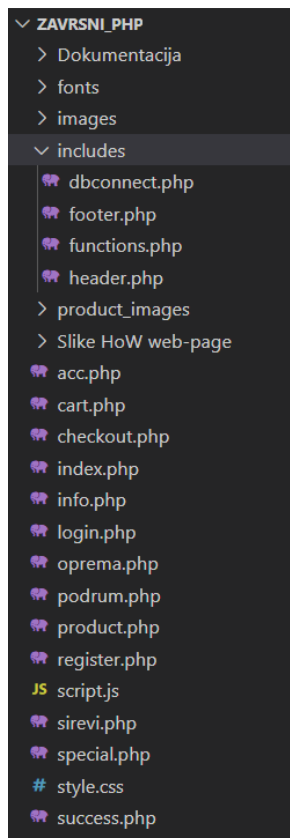 ZAVRSNI_PHP
Dokumentacija
fonts
images
includes
dbconnect.php
footer.php
functions.php
header.php
product_images
Slike HoW web-page
acc.php
cart.php
checkout.php
index.php
info.php
login.php
oprema.php
podrum.php
product.php
register.php
JS script.js
sirevi.php
special.php
# style.css
success.php